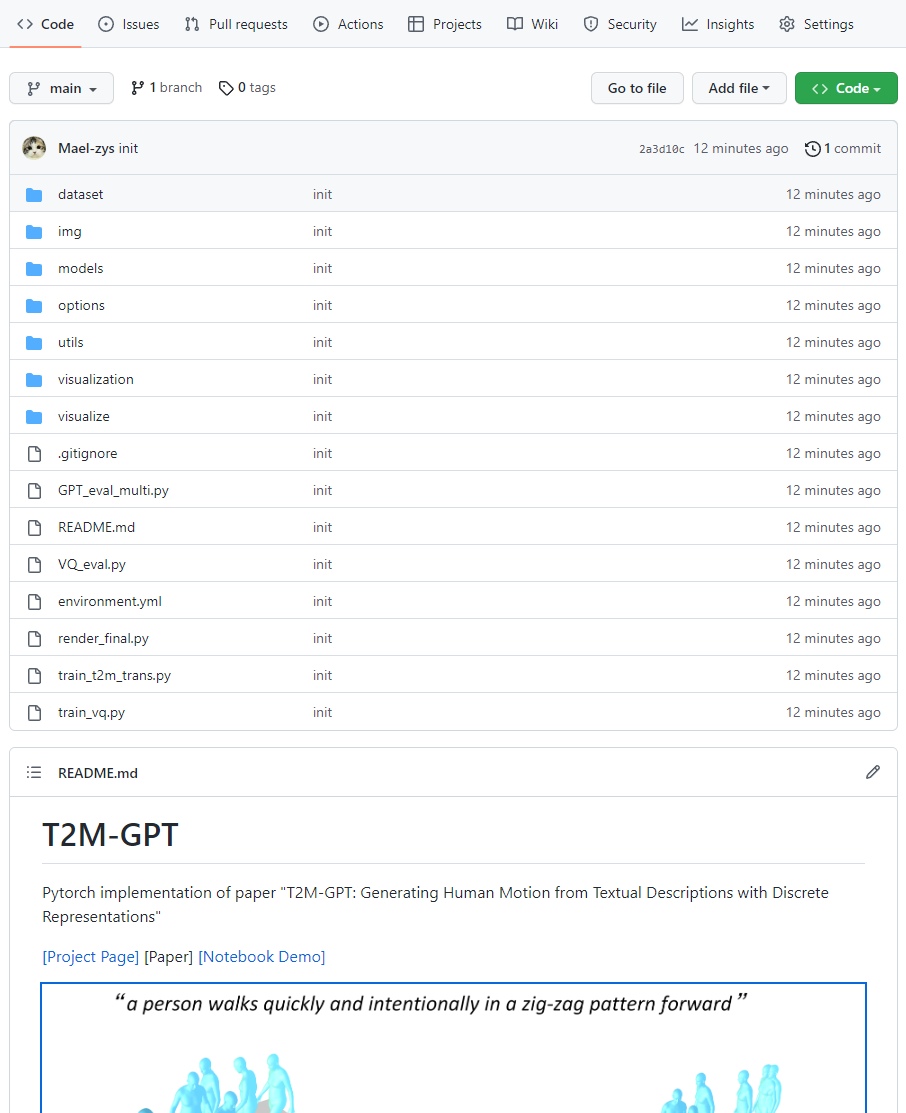 Code Issues Pull requests Actions Projects Wiki Security Insights Settings
main 1 branch 0 tags Go to file Add file Code
Mael-zys init 2a3d10c 12 minutes ago 1 commit
dataset init 12 minutes ago
img init 12 minutes ago
models init 12 minutes ago
options init 12 minutes ago
utils init 12 minutes ago
visualization init 12 minutes ago
visualize init 12 minutes ago
.gitignore init 12 minutes ago
GPT_eval_multi.py init 12 minutes ago
README.md init 12 minutes ago
VQ_eval.py init 12 minutes ago
environment.yml init 12 minutes ago
render_final.py init 12 minutes ago
train_t2m_trans.py init 12 minutes ago
train_vq.py init 12 minutes ago
README.md
T2M-GPT
Pytorch implementation of paper "T2M-GPT: Generating Human Motion from Textual Descriptions with Discrete
Representations"
[Project Page] [Paper] [Notebook Demo]
“a person walks quickly and intentionally in a zig-zag pattern forward”